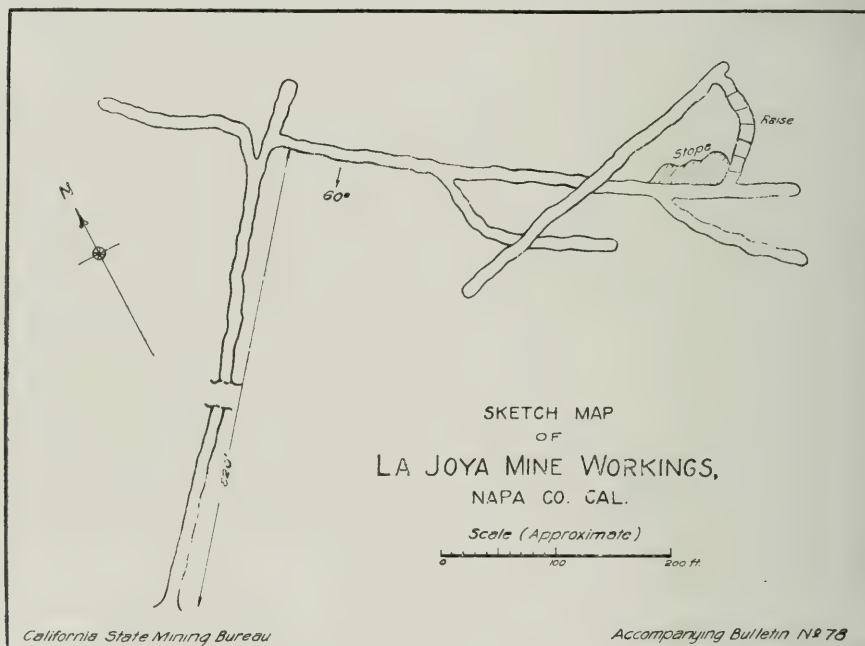 N
Raise
Stope
60°
SKETCH MAP
OF
LA JOYA MINE WORKINGS,
NAPA CO. CAL.
Scale (Approximate)
0 100 200 ft.
California State Mining Bureau
Accompanying Bulletin Nº 78